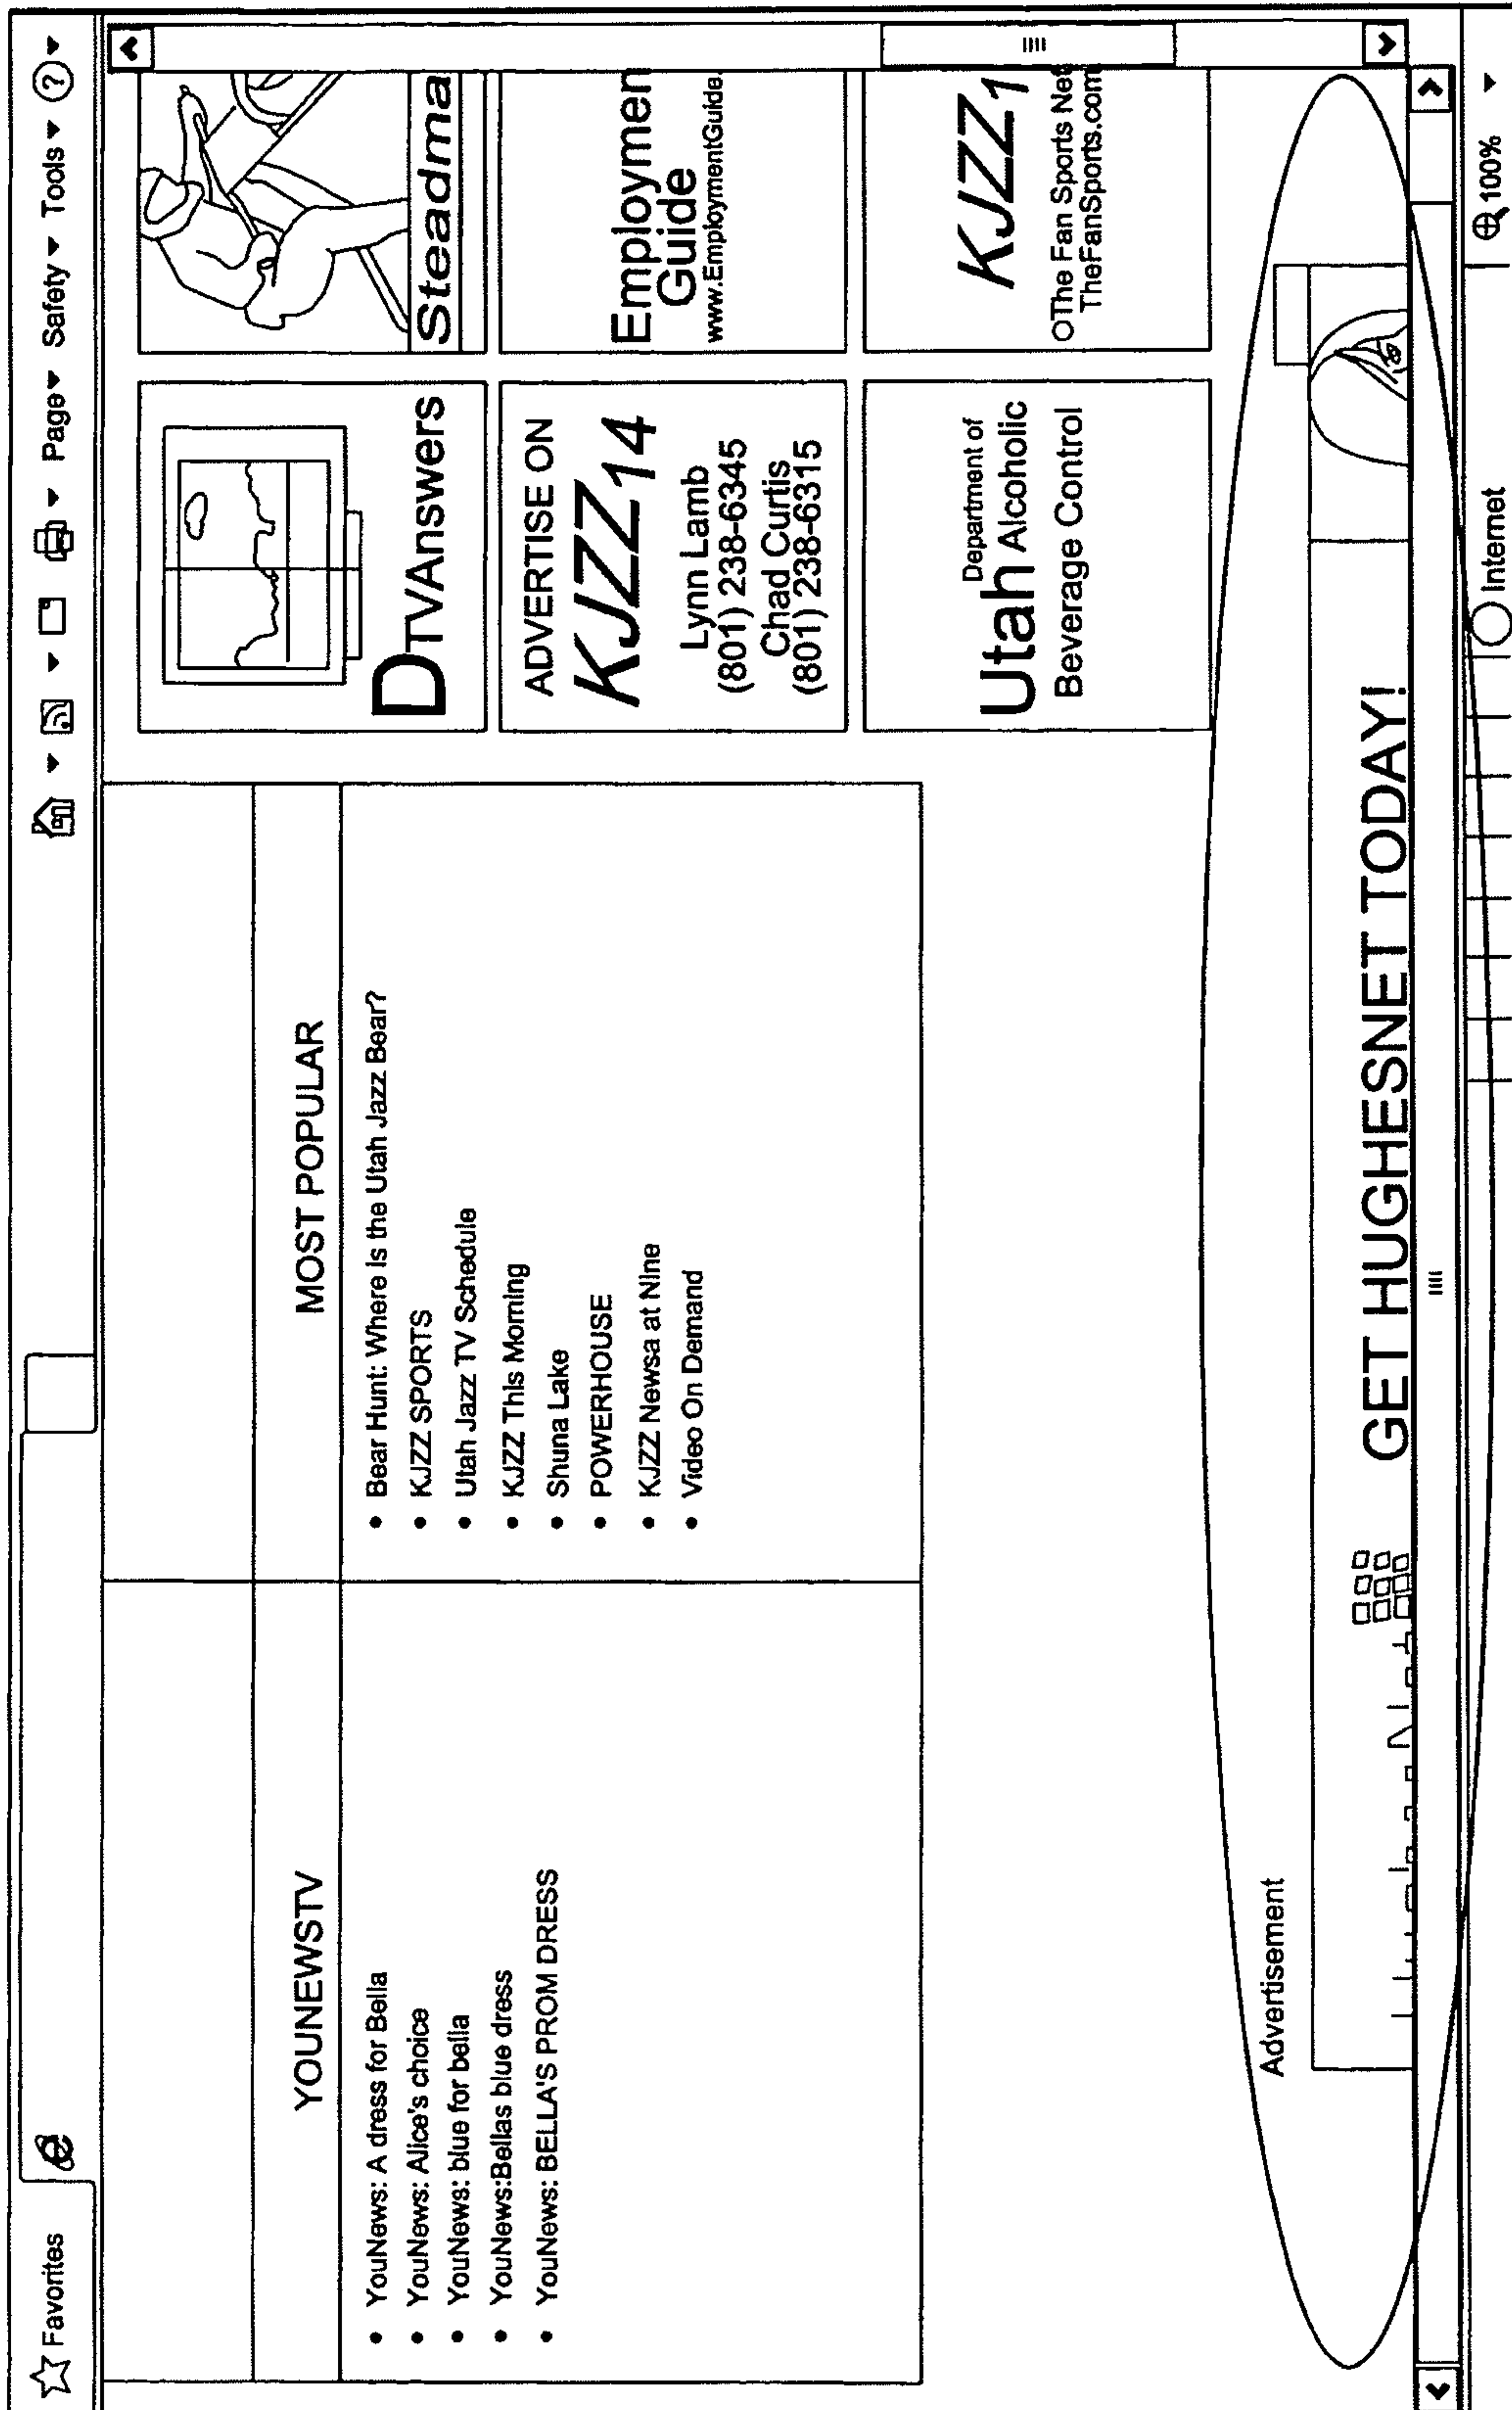 Favorites
Page
Safety
Tools
?
YOUNEWSTV
YouNews: A dress for Bella
YouNews: Alice's choice
YouNews: blue for bella
YouNews:Bellas blue dress
YouNews: BELLA'S PROM DRESS
MOST POPULAR
Bear Hunt: Where is the Utah Jazz Bear?
KJZZ SPORTS
Utah Jazz TV Schedule
KJZZ This Morning
Shuna Lake
POWERHOUSE
KJZZ Newsa at Nine
Video On Demand
DTVAnswers
Steadma
ADVERTISE ON
KJZZ14
Lynn Lamb
(801) 238-6345
Chad Curtis
(801) 238-6315
Employmen
Guide
www.EmploymentGuide.
Department of
Utah Alcoholic
Beverage Control
KJZZ1
The Fan Sports Net
TheFanSports.com
Advertisement
GET HUGHESNET TODAY!
Internet
100%